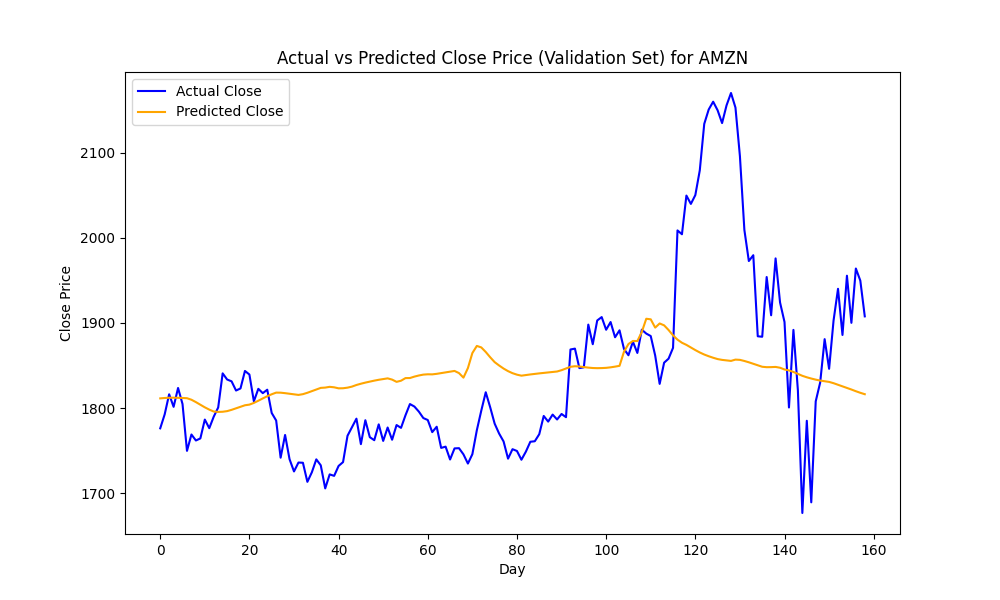 Actual vs Predicted Close Price (Validation Set) for AMZN
Actual Close
Predicted Close
2100
2000
1900
1800
1700
Close Price
0 20 40 60 80 100 120 140 160
Day